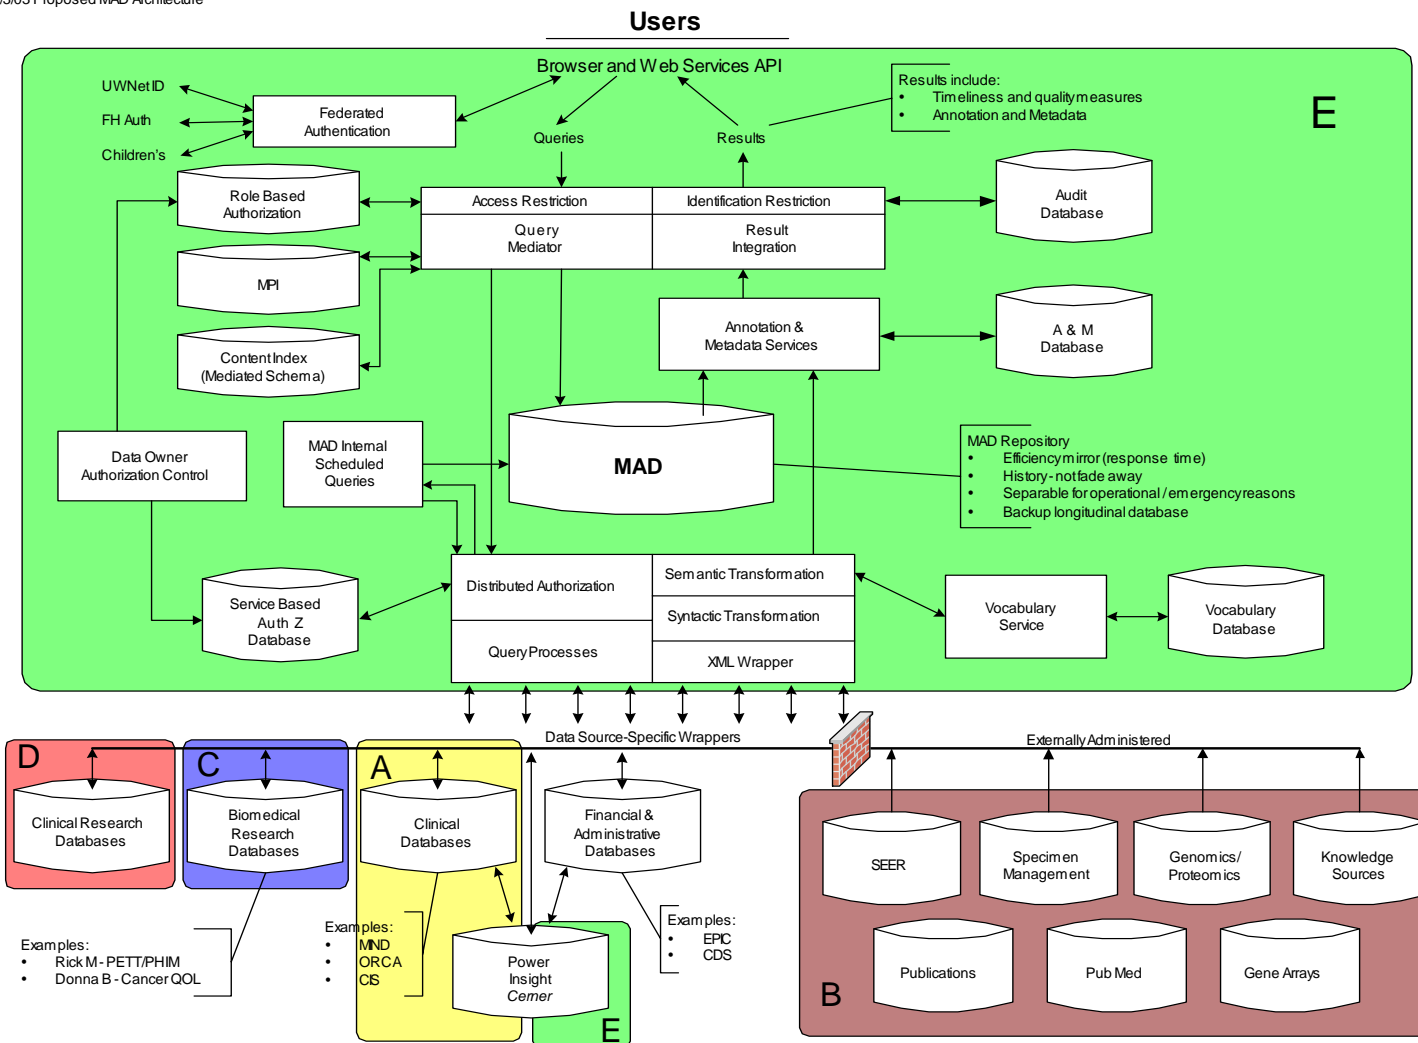 /3/03 Proposed MAD Architecture
Users
Browser and Web Services API
UWNetID
FH Auth
Children's
Federated
Authentication
Queries
Results
Results include:
• Timeliness and quality measures
• Annotation and Metadata
E
Role Based
Authorization
Access Restriction
Identification Restriction
Query
Mediator
Result
Integration
Audit
Database
MPI
Content Index
(Mediated Schema)
Annotation &
Metadata Services
A & M
Database
Data Owner
Authorization Control
MAD Internal
Scheduled
Queries
MAD
MAD Repository
• Efficiency mirror (response time)
• History - not fade away
• Separable for operational / emergency reasons
• Backup longitudinal database
Service Based
Auth Z
Database
Distributed Authorization
Query Processes
Semantic Transformation
Syntactic Transformation
XML Wrapper
Vocabulary
Service
Vocabulary
Database
Data Source-Specific Wrappers
Externally Administered
D
C
A
Clinical Research
Databases
Biomedical
Research
Databases
Clinical
Databases
Financial &
Administrative
Databases
SEER
Specimen
Management
Genomics/
Proteomics
Knowledge
Sources
Examples:
• Rick M - PETT/PHIM
• Donna B - Cancer QOL
Examples:
• MIND
• ORCA
• CIS
Power
Insight
Cerner
E
Examples:
• EPIC
• CDS
Publications
Pub Med
Gene Arrays
B